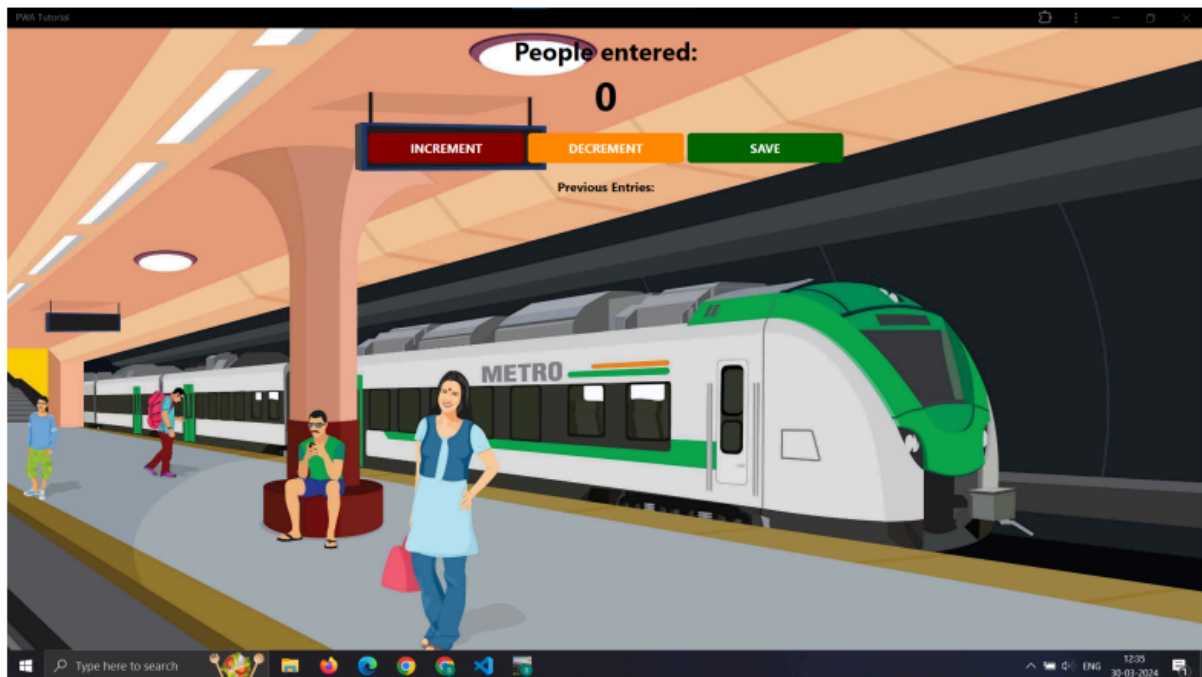 PWA Tutorial
People entered:
0
INCREMENT DECREMENT SAVE
Previous Entries:
METRO
Type here to search
ENG
12:35
30-03-2024